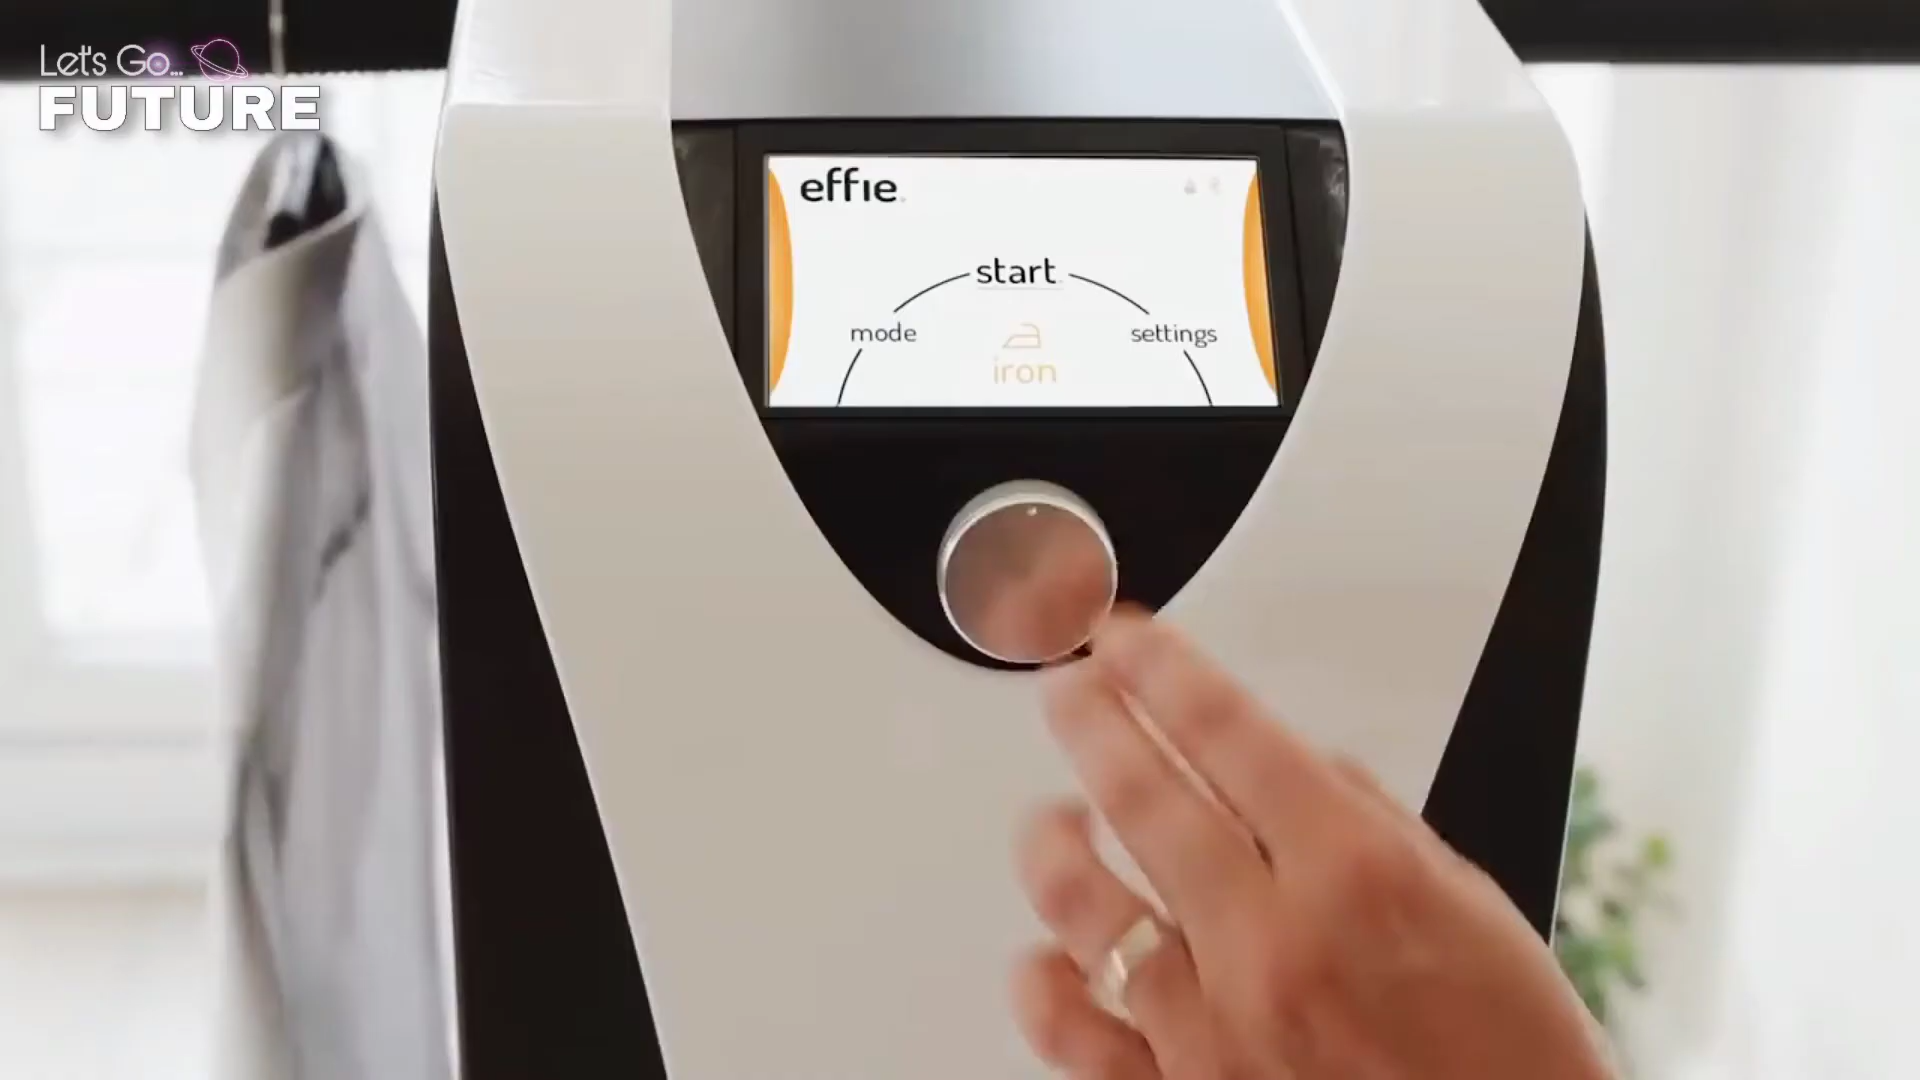 Let's Go...
FUTURE
effie.
start.
mode
settings
iron